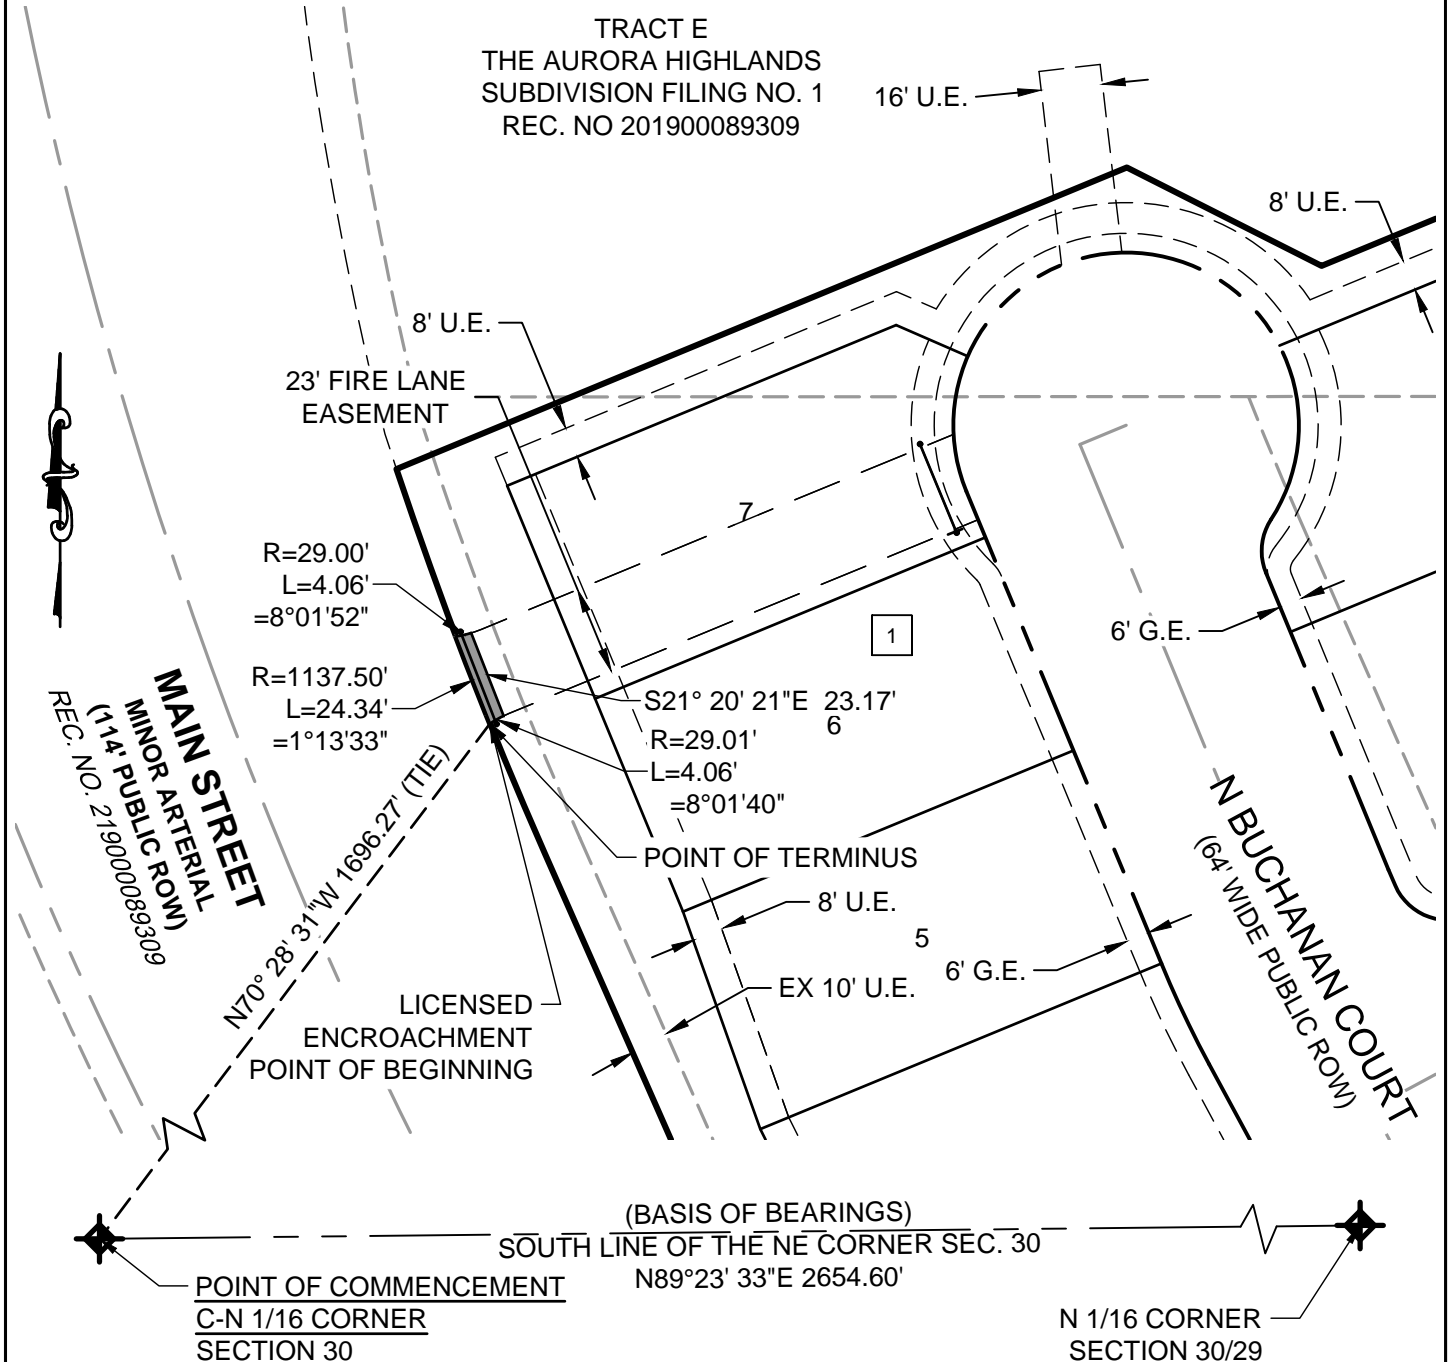 TRACT E
THE AURORA HIGHLANDS
SUBDIVISION FILING NO. 1
REC. NO 201900089309
16' U.E.
8' U.E.
8' U.E.
23' FIRE LANE
EASEMENT
7
R=29.00'
L=4.06'
=8°01'52"
1
6' G.E.
R=1137.50'
L=24.34'
=1°13'33"
S21° 20' 21"E  23.17'
6
R=29.01'
L=4.06'
=8°01'40"
MAIN STREET
MINOR ARTERIAL
(114' PUBLIC ROW)
REC. NO. 2190000089309
N70° 28' 31"W 1696.27' (TIE)
POINT OF TERMINUS
N BUCHANAN COURT
(64' WIDE PUBLIC ROW)
8' U.E.
5
6' G.E.
EX 10' U.E.
LICENSED
ENCROACHMENT
POINT OF BEGINNING
(BASIS OF BEARINGS)
SOUTH LINE OF THE NE CORNER SEC. 30
N89°23' 33"E 2654.60'
POINT OF COMMENCEMENT
C-N 1/16 CORNER
SECTION 30
N 1/16 CORNER
SECTION 30/29